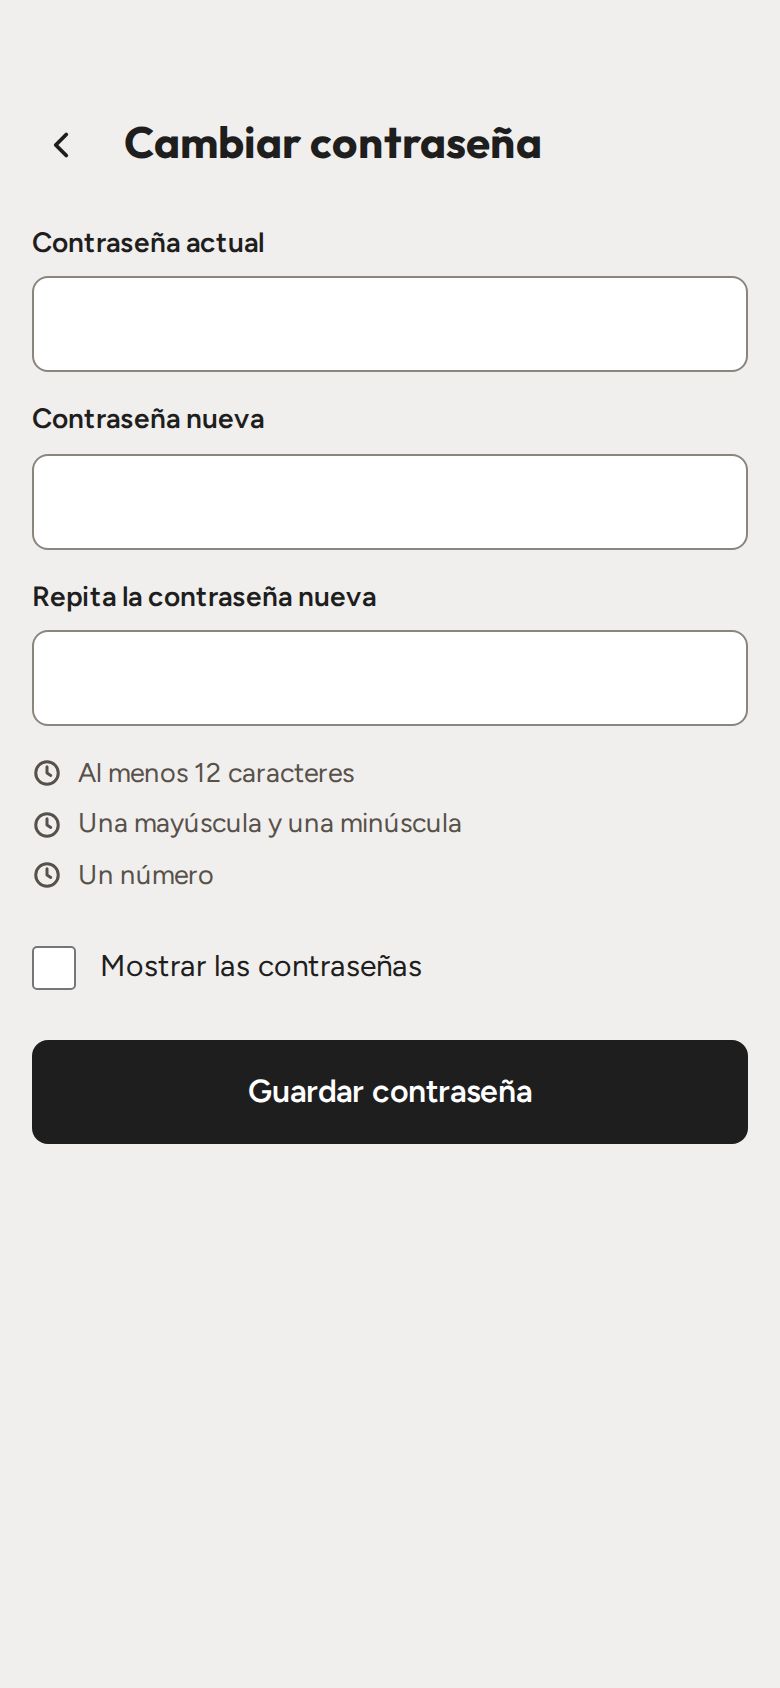 Cambiar contraseña
Contraseña actual
Contraseña nueva
Repita la contraseña nueva
Al menos 12 caracteres
Una mayúscula y una minúscula
Un número
Mostrar las contraseñas
Guardar contraseña